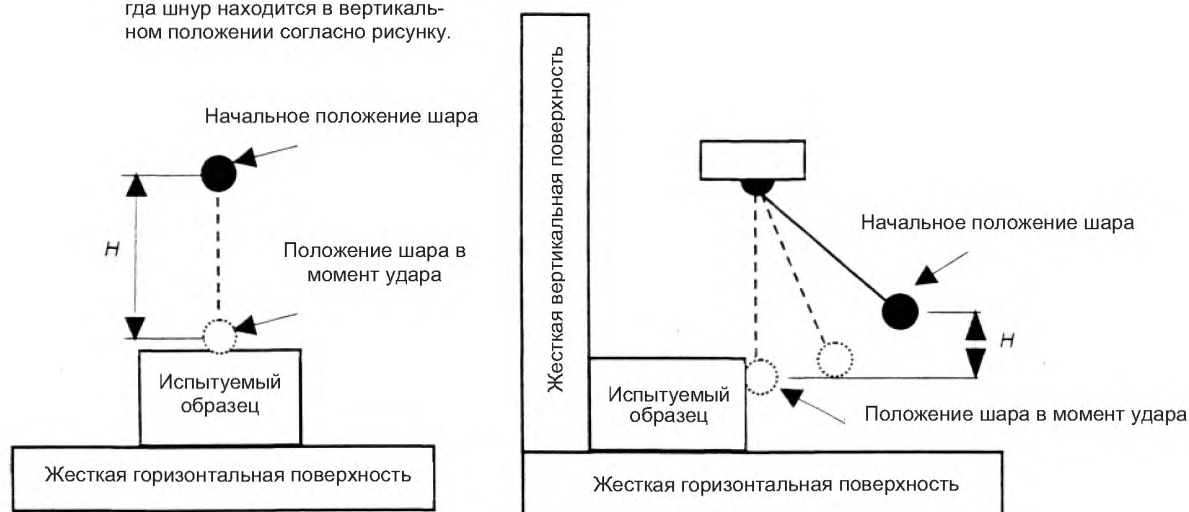 гда шнур находится в вертикаль-
ном положении согласно рисунку.
Начальное положение шара
H
Положение шара в
момент удара
Испытуемый
образец
Жесткая горизонтальная поверхность
Жесткая вертикальная поверхность
Начальное положение шара
H
Испытуемый
образец
Положение шара в момент удара
Жесткая горизонтальная поверхность